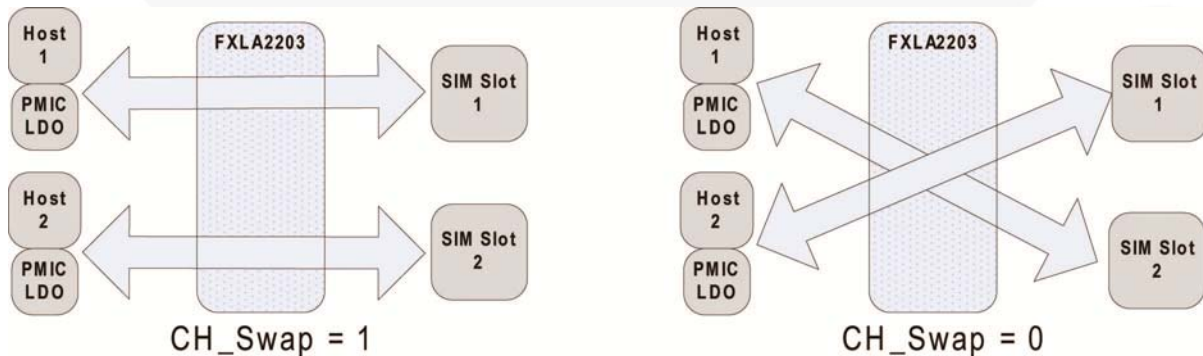 Host
1
PMIC
LDO
FXLA2203
SIM Slot
1
Host
2
PMIC
LDO
SIM Slot
2
CH_Swap = 1
Host
1
PMIC
LDO
FXLA2203
SIM Slot
1
Host
2
PMIC
LDO
SIM Slot
2
CH_Swap = 0